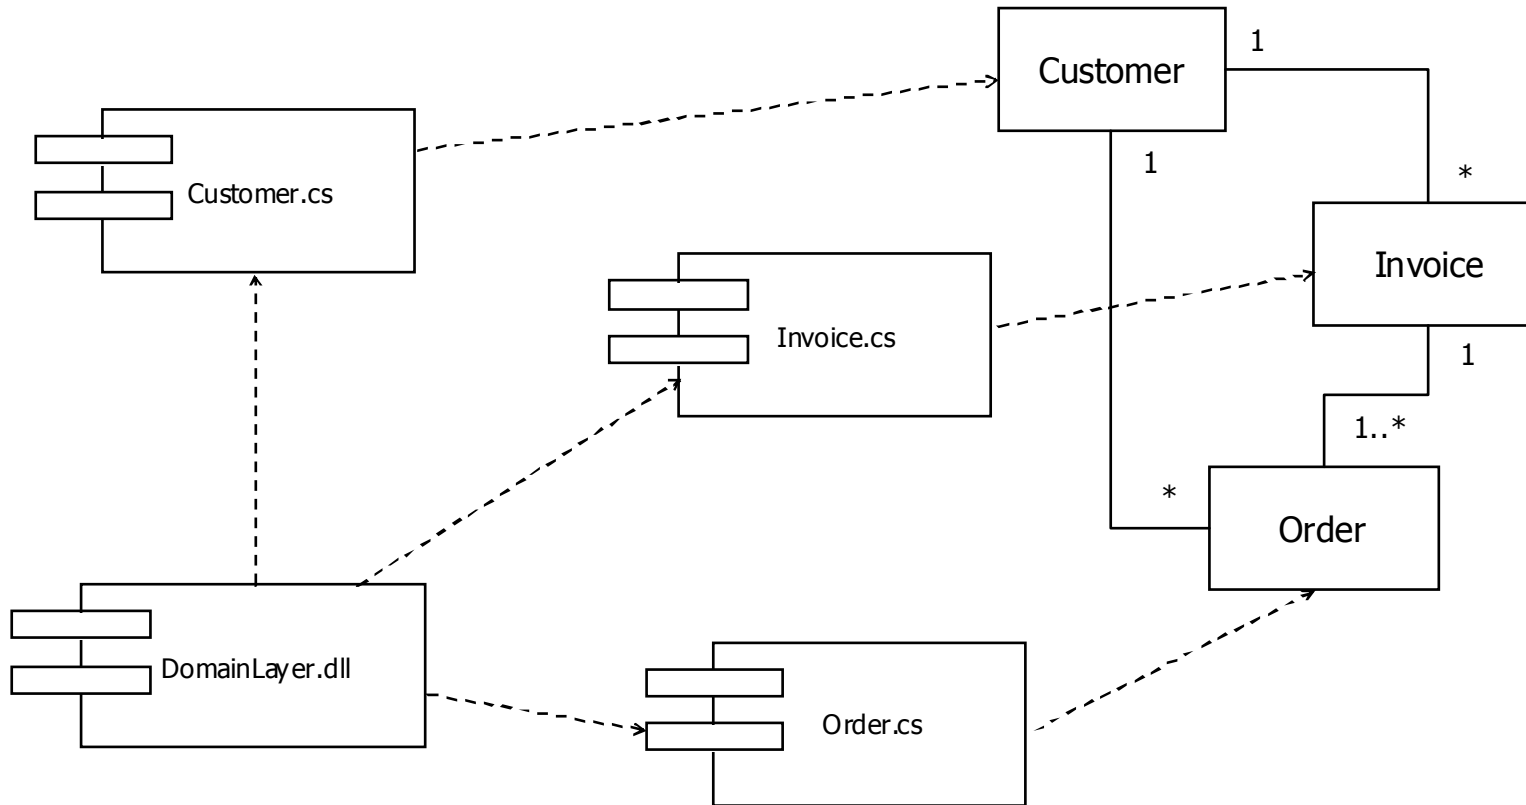 Customer
1
1
*
Customer.cs
Invoice
Invoice.cs
1
1..*
*
Order
DomainLayer.dll
Order.cs